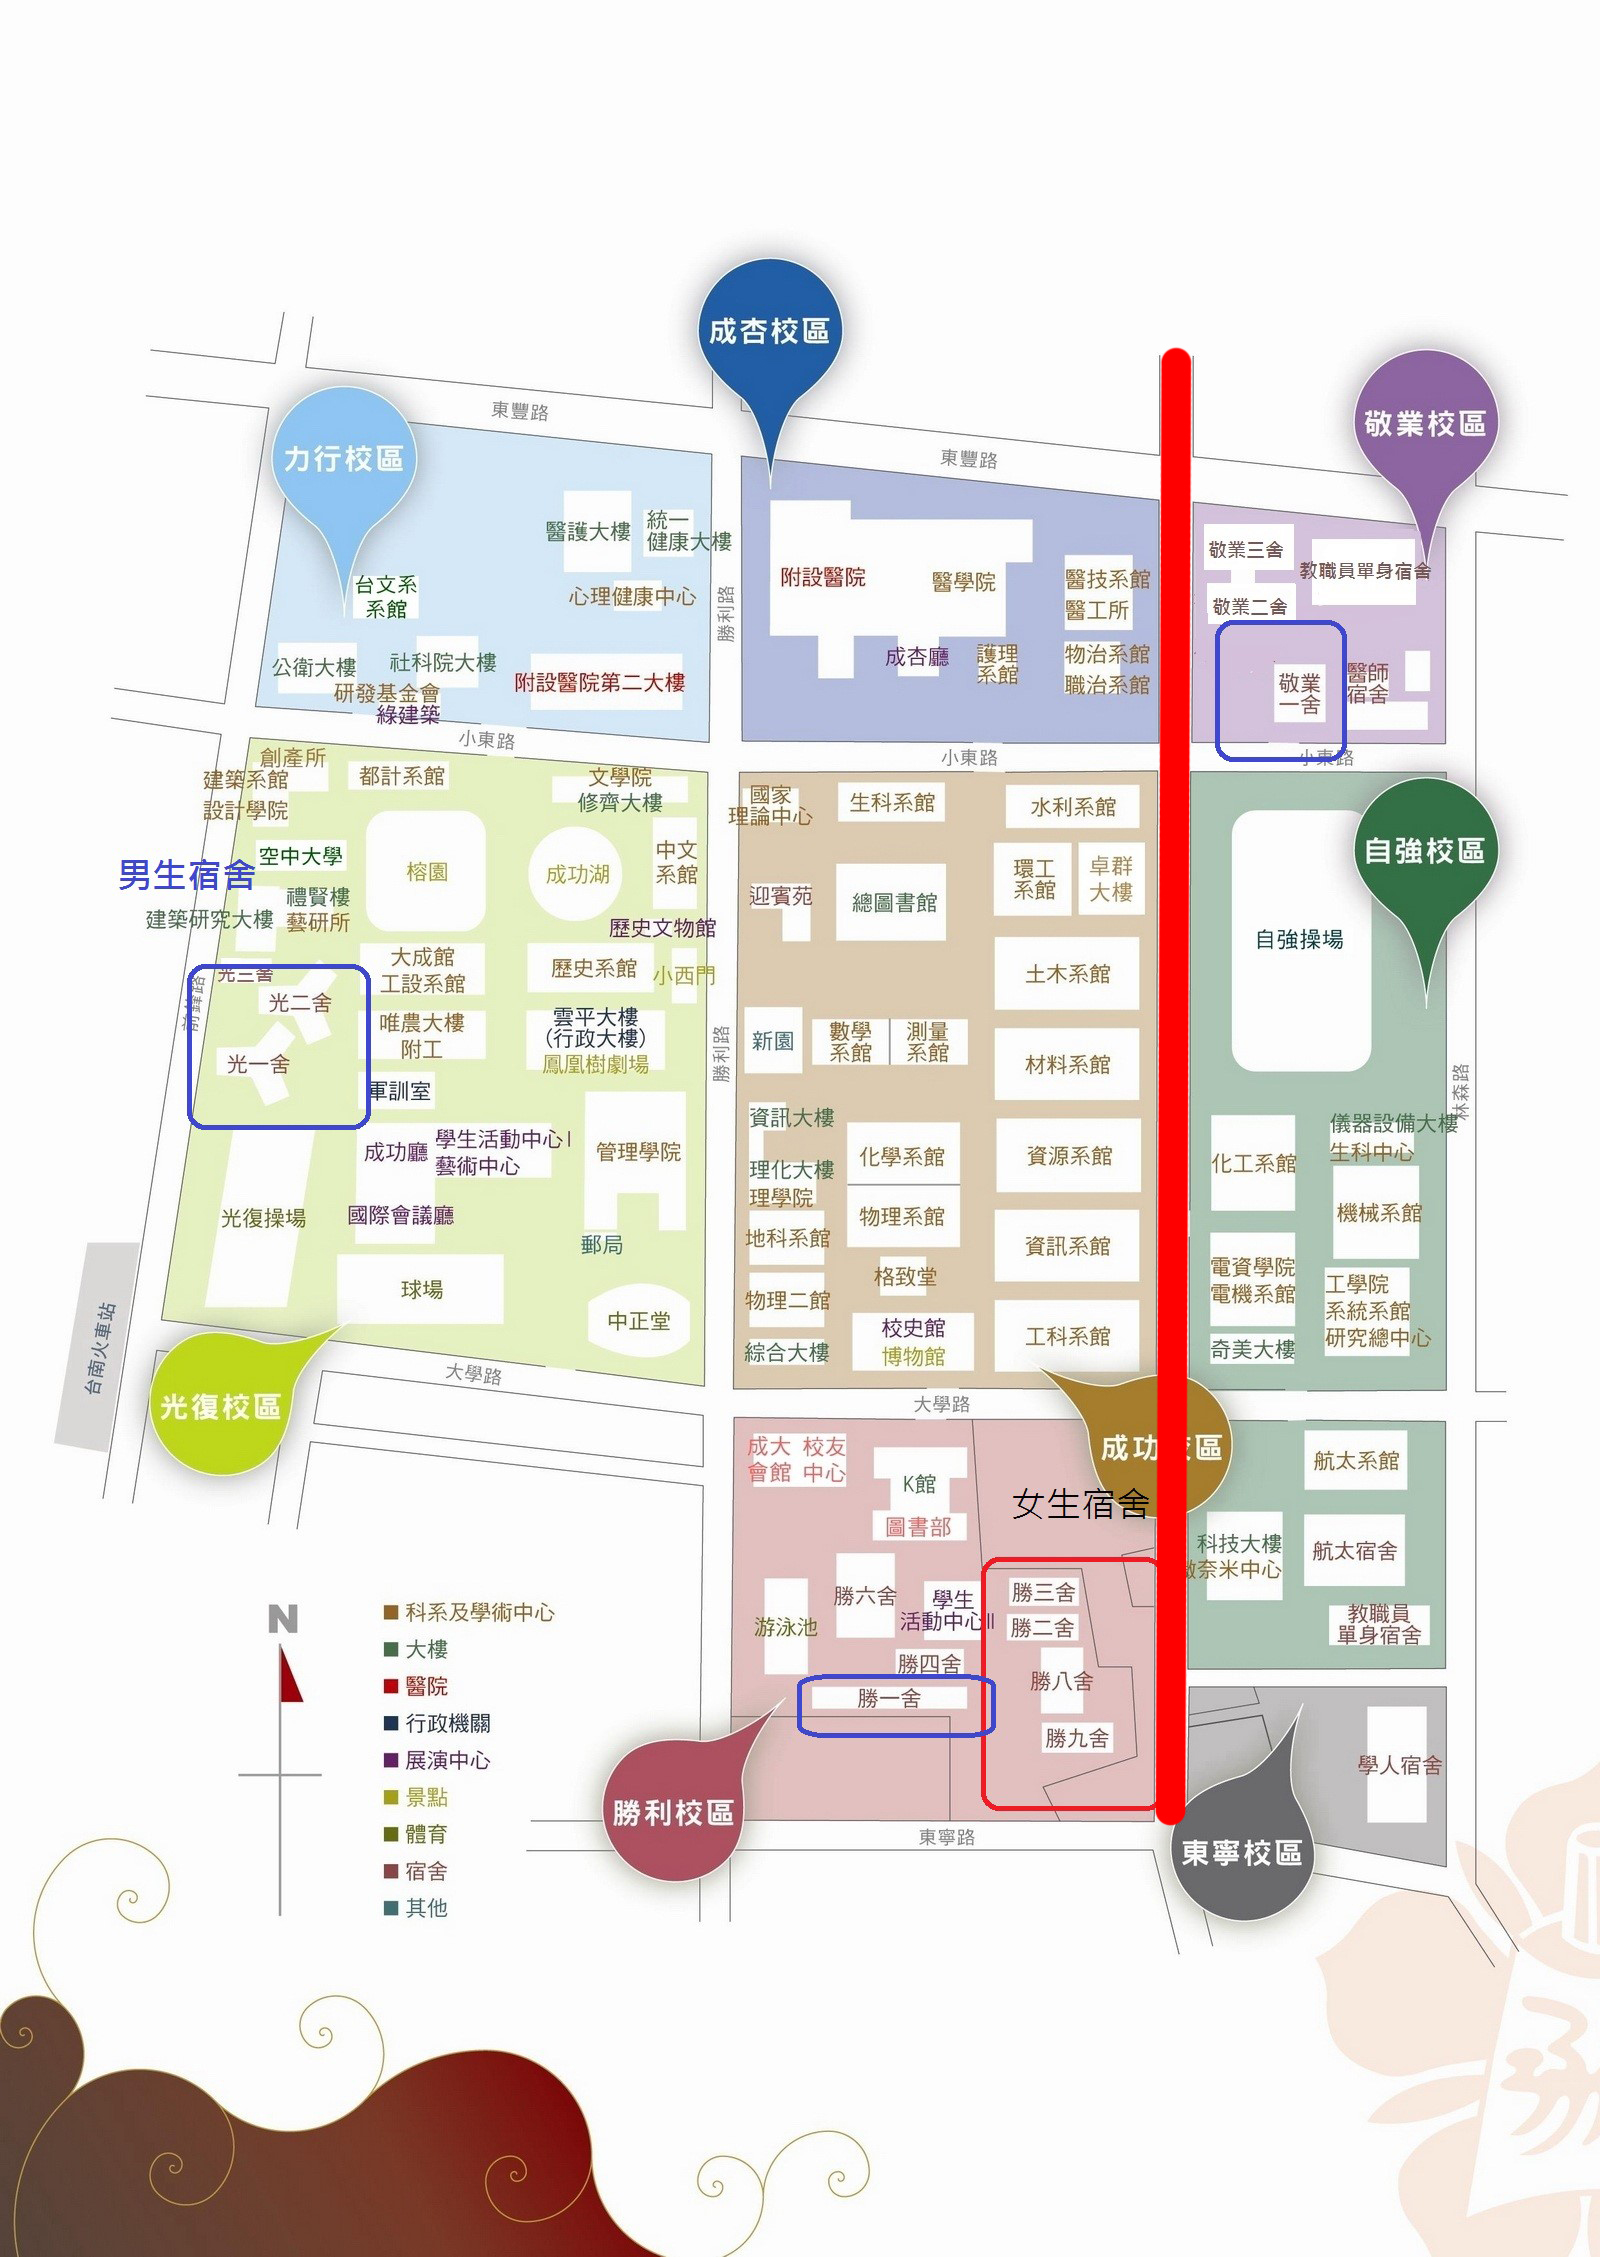 成杏校區
敬業校區
力行校區
東豐路
東豐路
醫護大樓
統一
健康大樓
心理健康中心
台文系
系館
公衛大樓
社科院大樓
研發基金會
綠建築
附設醫院第二大樓
勝利路
附設醫院
醫學院
醫技系館
醫工所
成杏廳
護理
系館
物治系館
職治系館
敬業三舍
教職員單身宿舍
敬業二舍
敬業
一舍
醫師
宿舍
小東路
小東路
小東路
創產所
建築系館
設計學院
都計系館
文學院
修齊大樓
空中大學
男生宿舍
榕園
成功湖
中文
系館
禮賢樓
建築研究大樓
藝研所
歷史文物館
光三舍
光二舍
光一舍
前鋒路
大成館
工設系館
歷史系館
小西門
唯農大樓
附工
雲平大樓
(行政大樓)
鳳凰樹劇場
軍訓室
成功廳
學生活動中心I
藝術中心
管理學院
光復操場
國際會議廳
郵局
球場
中正堂
台南火車站
光復校區
大學路
勝利路
國家
理論中心
生科系館
水利系館
迎賓苑
總圖書館
環工
系館
卓群
大樓
土木系館
新園
數學
系館
測量
系館
材料系館
資訊大樓
理化大樓
理學院
化學系館
資源系館
地科系館
物理系館
資訊系館
格致堂
物理二館
校史館
博物館
工科系館
綜合大樓
大學路
自強校區
自強操場
林森路
儀器設備大樓
生科中心
化工系館
機械系館
電資學院
電機系館
工學院
系統系館
研究總中心
奇美大樓
成功校區
成大
會館
校友
中心
K館
圖書部
女生宿舍
勝六舍
學生
活動中心II
游泳池
勝四舍
勝一舍
勝三舍
勝二舍
勝八舍
勝九舍
勝利校區
東寧路
航太系館
科技大樓
微奈米中心
航太宿舍
教職員
單身宿舍
學人宿舍
東寧校區
N
科系及學術中心
大樓
醫院
行政機關
展演中心
景點
體育
宿舍
其他